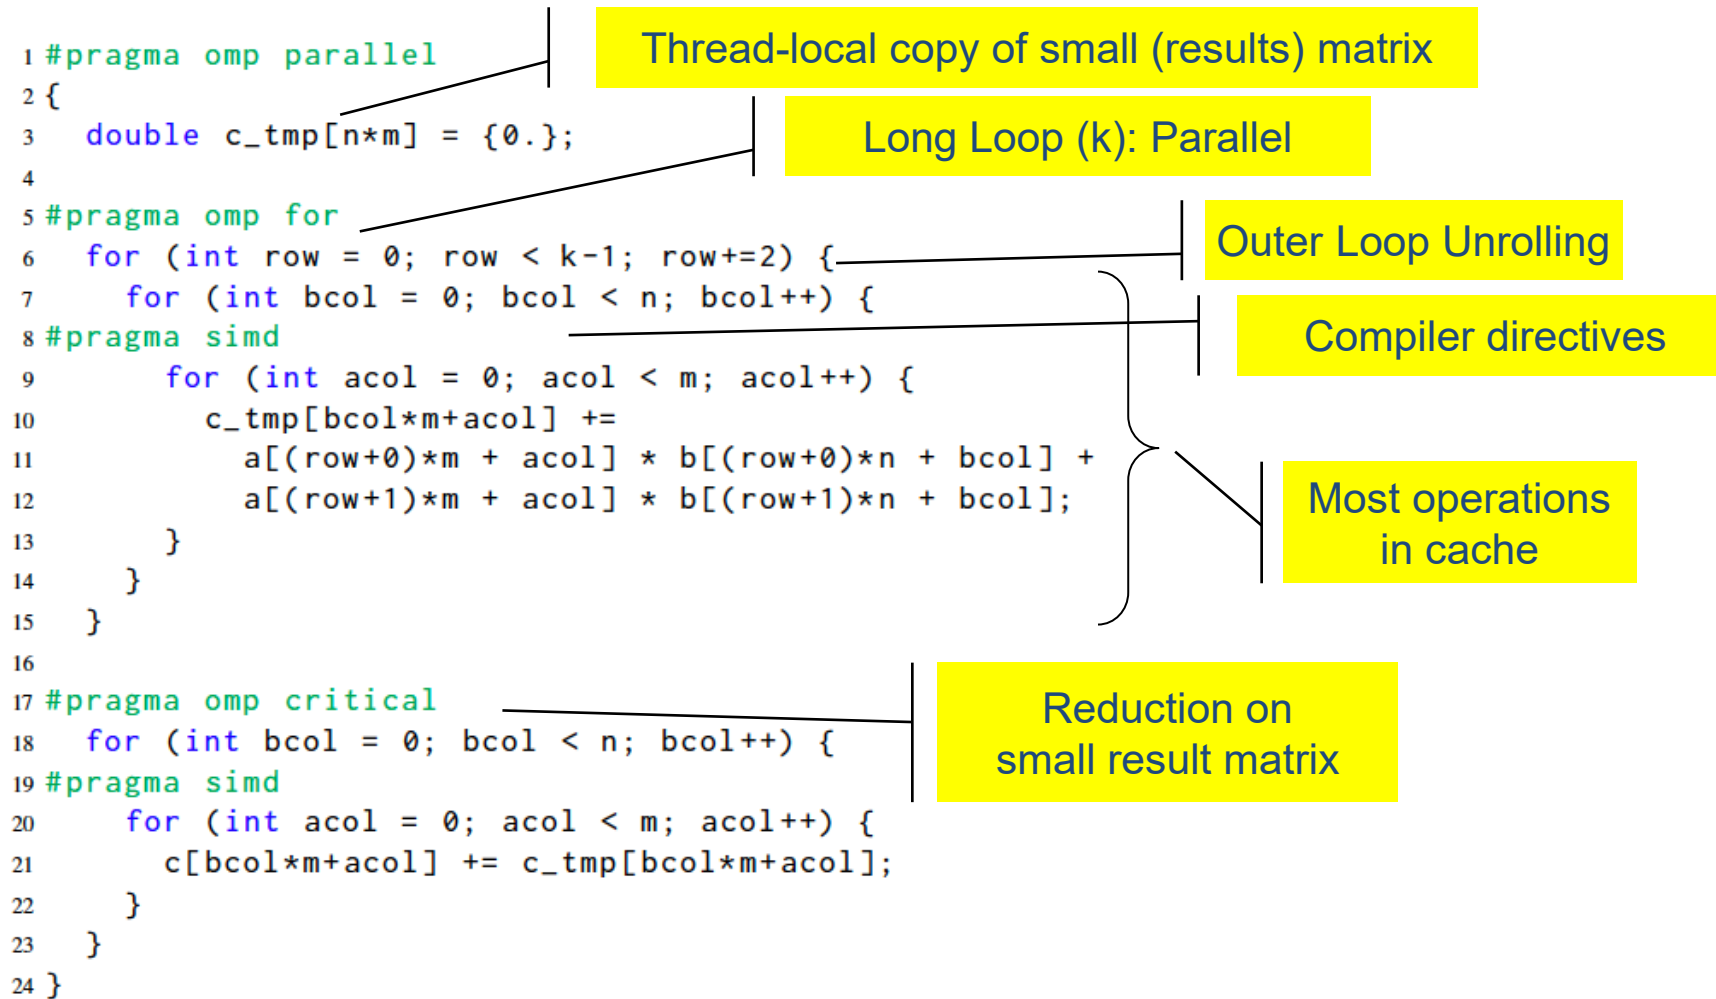 1 #pragma omp parallel
Thread-local copy of small (results) matrix
2 {
3   double c_tmp[n*m] = {0.};
Long Loop (k): Parallel
4
5 #pragma omp for
6   for (int row = 0; row < k-1; row+=2) {
Outer Loop Unrolling
7     for (int bcol = 0; bcol < n; bcol++) {
8 #pragma simd
Compiler directives
9       for (int acol = 0; acol < m; acol++) {
10         c_tmp[bcol*m+acol] +=
11           a[(row+0)*m + acol] * b[(row+0)*n + bcol] +
12           a[(row+1)*m + acol] * b[(row+1)*n + bcol];
Most operations
in cache
13       }
14     }
15   }
16
17 #pragma omp critical
Reduction on
small result matrix
18   for (int bcol = 0; bcol < n; bcol++) {
19 #pragma simd
20     for (int acol = 0; acol < m; acol++) {
21       c[bcol*m+acol] += c_tmp[bcol*m+acol];
22     }
23   }
24 }